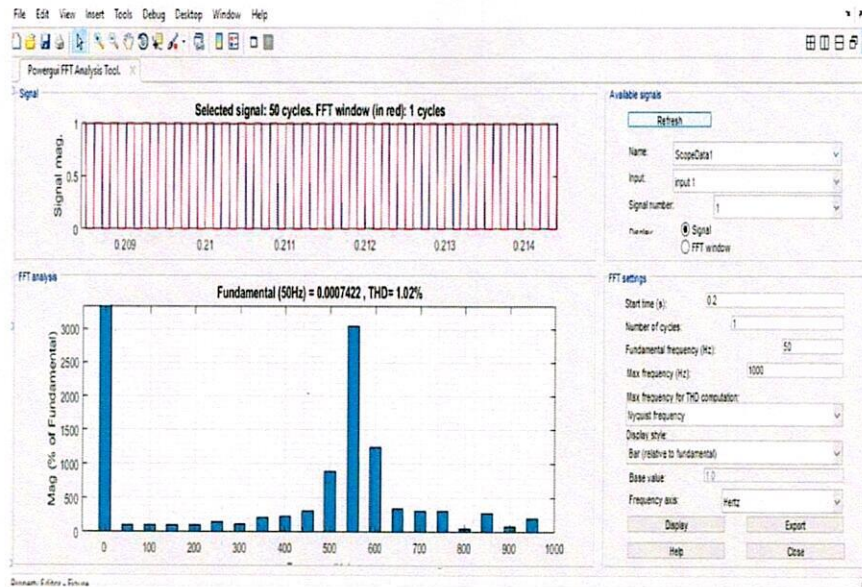 File Edit View Insert Tools Debug Desktop Window Help
Powergui FFT Analysis Tool.
Signal
Selected signal: 50 cycles. FFT window (in red): 1 cycles
Signal mag.
1
0.5
0
0.209 0.21 0.211 0.212 0.213 0.214
FFT analysis
Fundamental (50Hz) = 0.0007422 , THD= 1.02%
Mag (% of Fundamental)
3000
2500
2000
1500
1000
500
0
0 100 200 300 400 500 600 700 800 900 1000
Available signals
Refresh
Name: ScopeData1
Input: input 1
Signal number: 1
Display: Signal
FFT window
FFT settings
Start time (s): 0.2
Number of cycles: 1
Fundamental frequency (Hz): 50
Max frequency (Hz): 1000
Max frequency for THD computation:
Nyquist frequency
Display style:
Bar (relative to fundamental)
Base value: 1.0
Frequency axis: Hertz
Display Export
Help Close
Property Editor - Figure